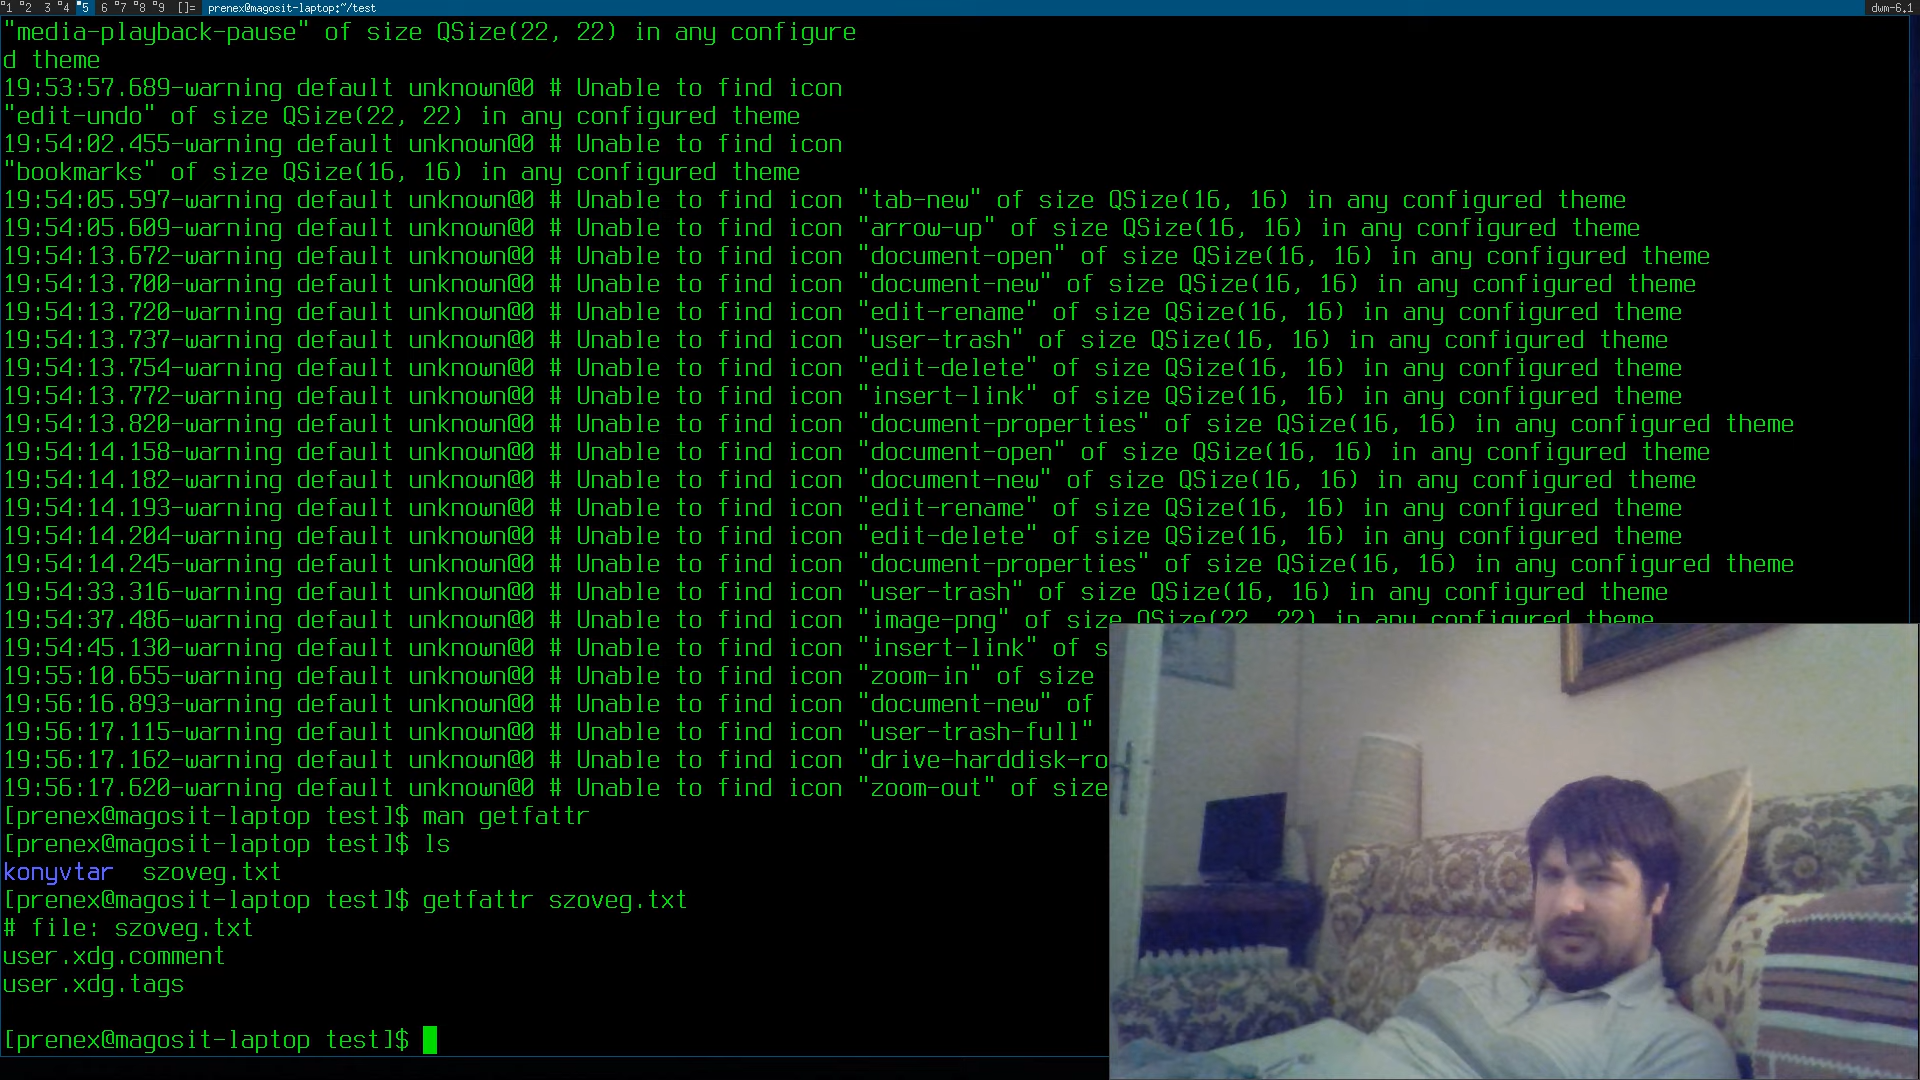 1 2 3 4 5 6 7 8 9 []= prenex@magosit-laptop:~/test dwm-6.1
"media-playback-pause" of size QSize(22, 22) in any configure
d theme
19:53:57.689-warning default unknown@0 # Unable to find icon
"edit-undo" of size QSize(22, 22) in any configured theme
19:54:02.455-warning default unknown@0 # Unable to find icon
"bookmarks" of size QSize(16, 16) in any configured theme
19:54:05.597-warning default unknown@0 # Unable to find icon "tab-new" of size QSize(16, 16) in any configured theme
19:54:05.609-warning default unknown@0 # Unable to find icon "arrow-up" of size QSize(16, 16) in any configured theme
19:54:13.672-warning default unknown@0 # Unable to find icon "document-open" of size QSize(16, 16) in any configured theme
19:54:13.700-warning default unknown@0 # Unable to find icon "document-new" of size QSize(16, 16) in any configured theme
19:54:13.720-warning default unknown@0 # Unable to find icon "edit-rename" of size QSize(16, 16) in any configured theme
19:54:13.737-warning default unknown@0 # Unable to find icon "user-trash" of size QSize(16, 16) in any configured theme
19:54:13.754-warning default unknown@0 # Unable to find icon "edit-delete" of size QSize(16, 16) in any configured theme
19:54:13.772-warning default unknown@0 # Unable to find icon "insert-link" of size QSize(16, 16) in any configured theme
19:54:13.820-warning default unknown@0 # Unable to find icon "document-properties" of size QSize(16, 16) in any configured theme
19:54:14.158-warning default unknown@0 # Unable to find icon "document-open" of size QSize(16, 16) in any configured theme
19:54:14.182-warning default unknown@0 # Unable to find icon "document-new" of size QSize(16, 16) in any configured theme
19:54:14.193-warning default unknown@0 # Unable to find icon "edit-rename" of size QSize(16, 16) in any configured theme
19:54:14.204-warning default unknown@0 # Unable to find icon "edit-delete" of size QSize(16, 16) in any configured theme
19:54:14.245-warning default unknown@0 # Unable to find icon "document-properties" of size QSize(16, 16) in any configured theme
19:54:33.316-warning default unknown@0 # Unable to find icon "user-trash" of size QSize(16, 16) in any configured theme
19:54:37.486-warning default unknown@0 # Unable to find icon "image-png" of size QSize(22, 22) in any configured theme
19:54:45.130-warning default unknown@0 # Unable to find icon "insert-link" of s
19:55:10.655-warning default unknown@0 # Unable to find icon "zoom-in" of size
19:56:16.893-warning default unknown@0 # Unable to find icon "document-new" of
19:56:17.115-warning default unknown@0 # Unable to find icon "user-trash-full"
19:56:17.162-warning default unknown@0 # Unable to find icon "drive-harddisk-ro
19:56:17.620-warning default unknown@0 # Unable to find icon "zoom-out" of size
[prenex@magosit-laptop test]$ man getfattr
[prenex@magosit-laptop test]$ ls
konyvtar szoveg.txt
[prenex@magosit-laptop test]$ getfattr szoveg.txt
# file: szoveg.txt
user.xdg.comment
user.xdg.tags
[prenex@magosit-laptop test]$